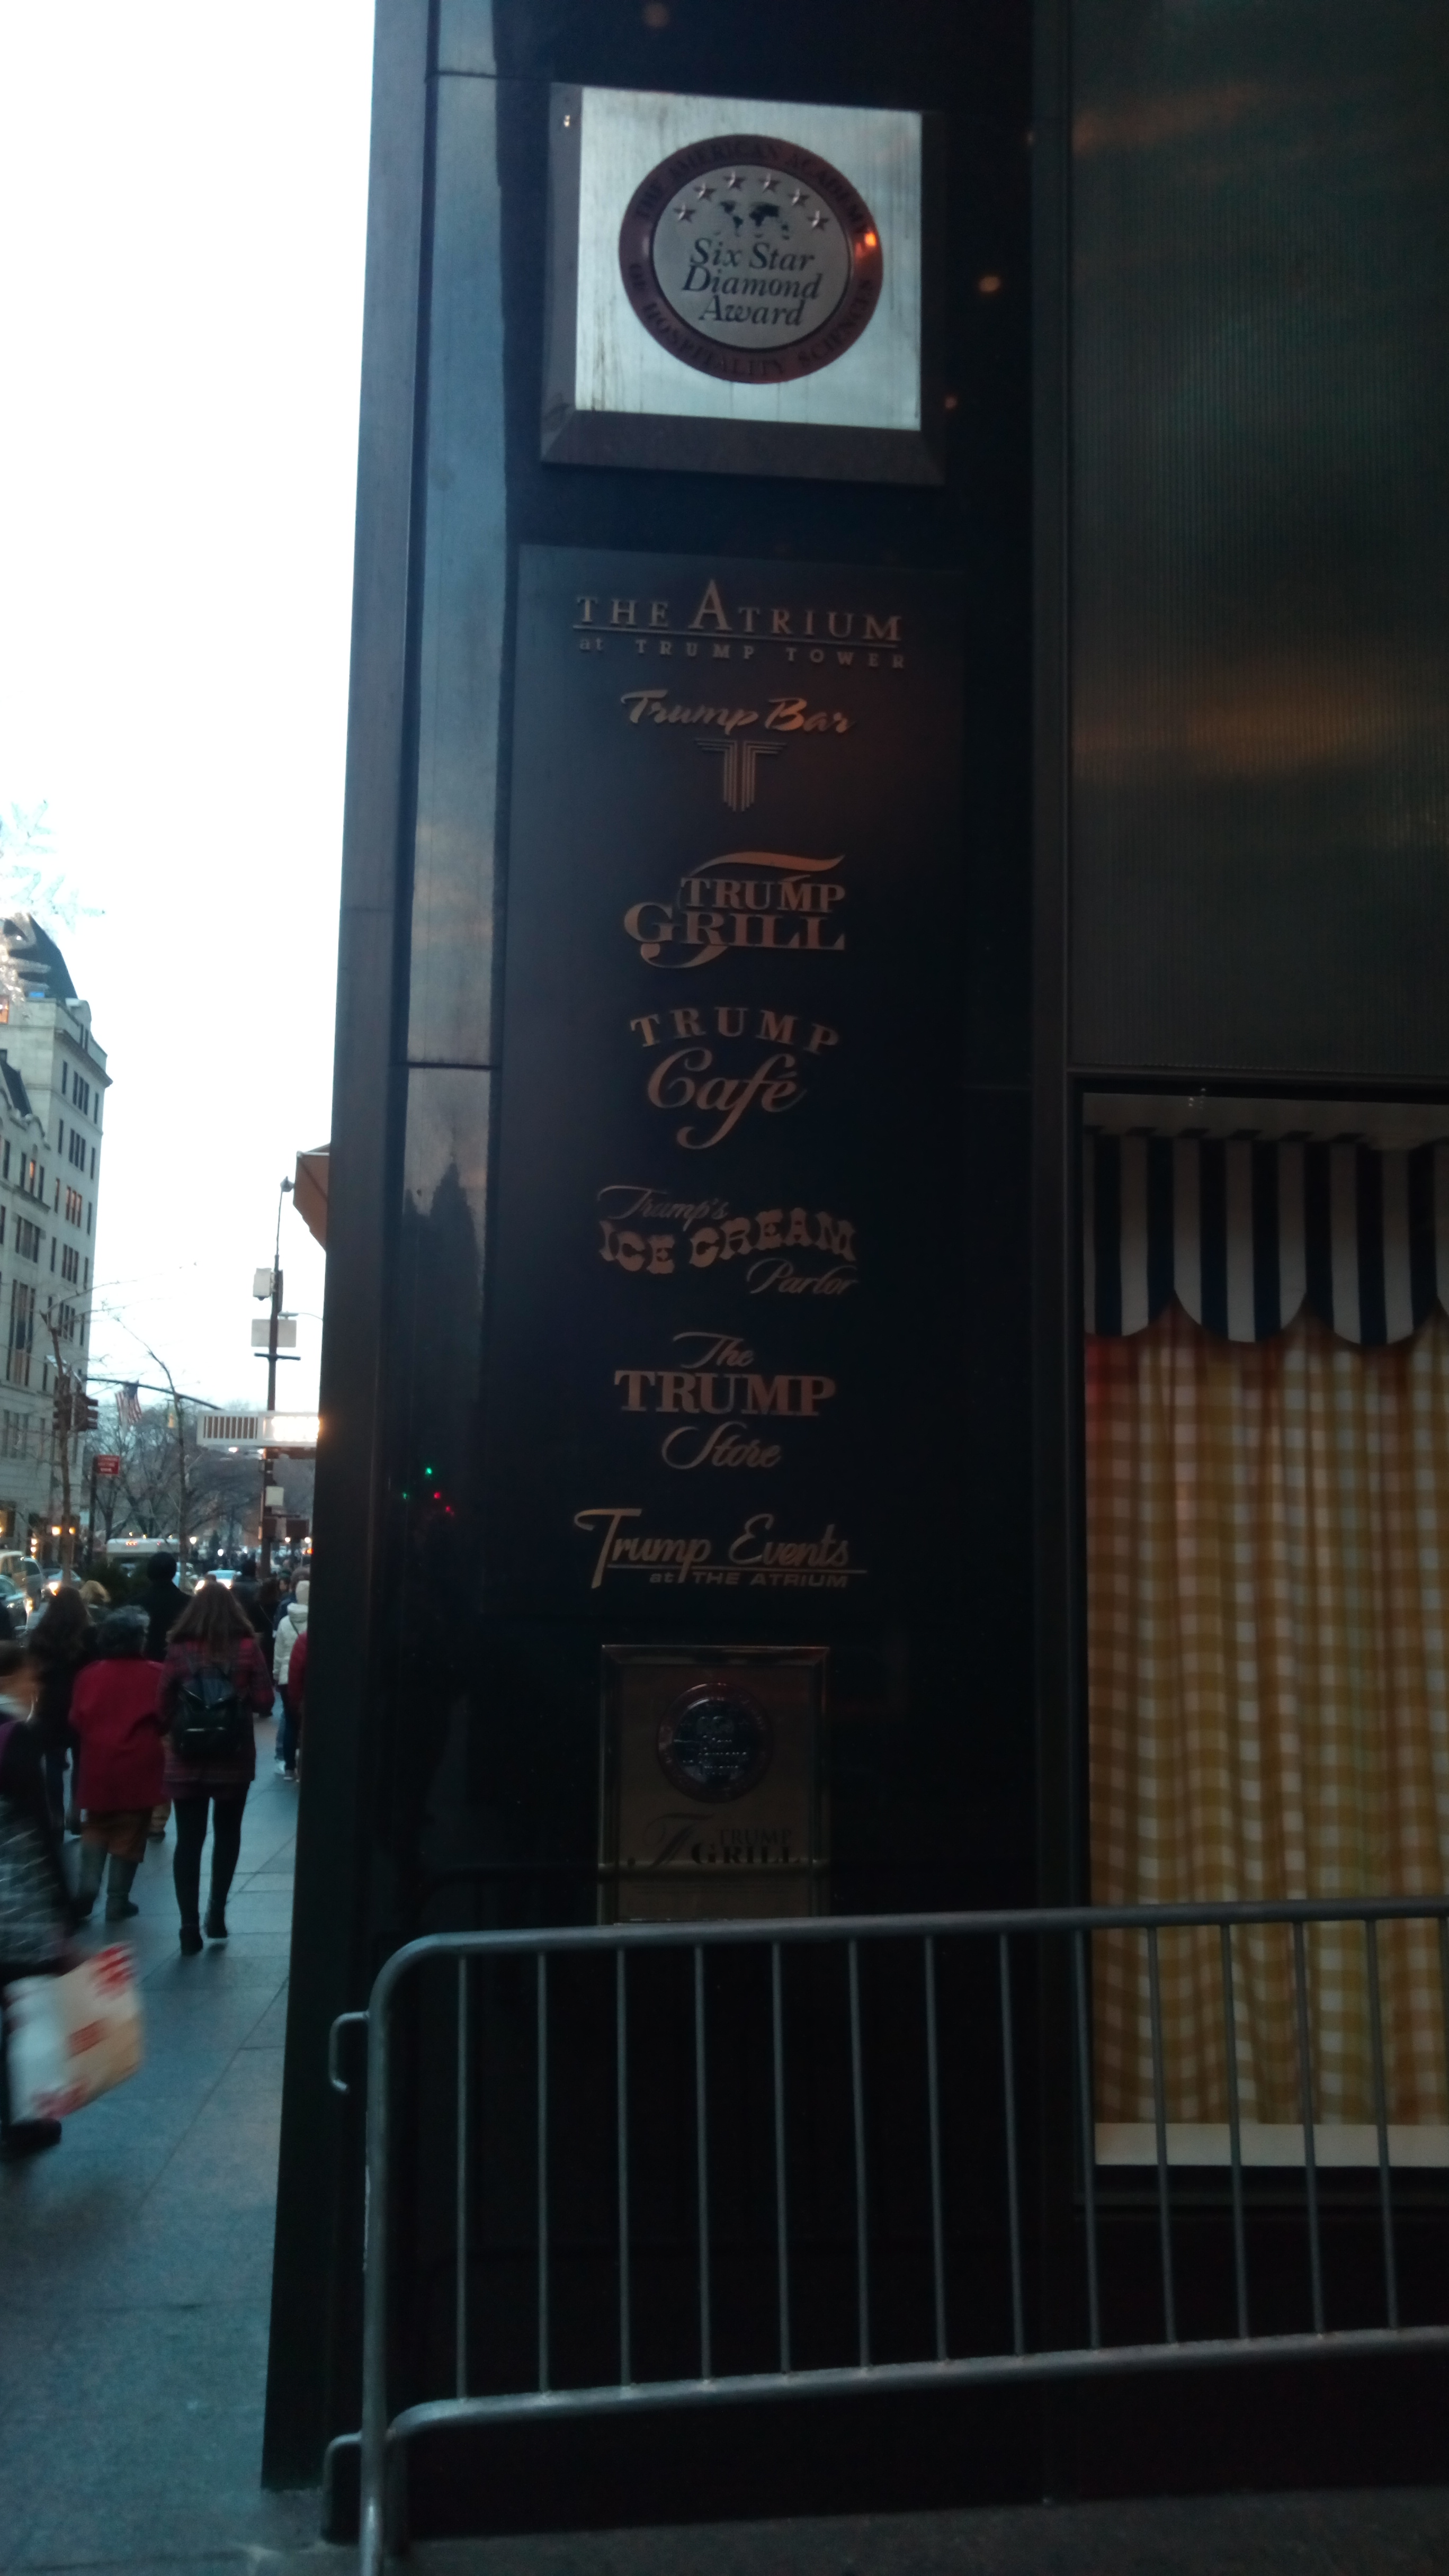 THE AMERICAN ACADEMY
Six Star
Diamond
Award
OF HOSPITALITY SCIENCES
THE ATRIUM
at TRUMP TOWER
Trump Bar
T
TRUMP
GRILL
TRUMP
Café
Trump's
ICE CREAM
Parlor
The
TRUMP
Store
Trump Events
at THE ATRIUM
TRUMP
GRILL